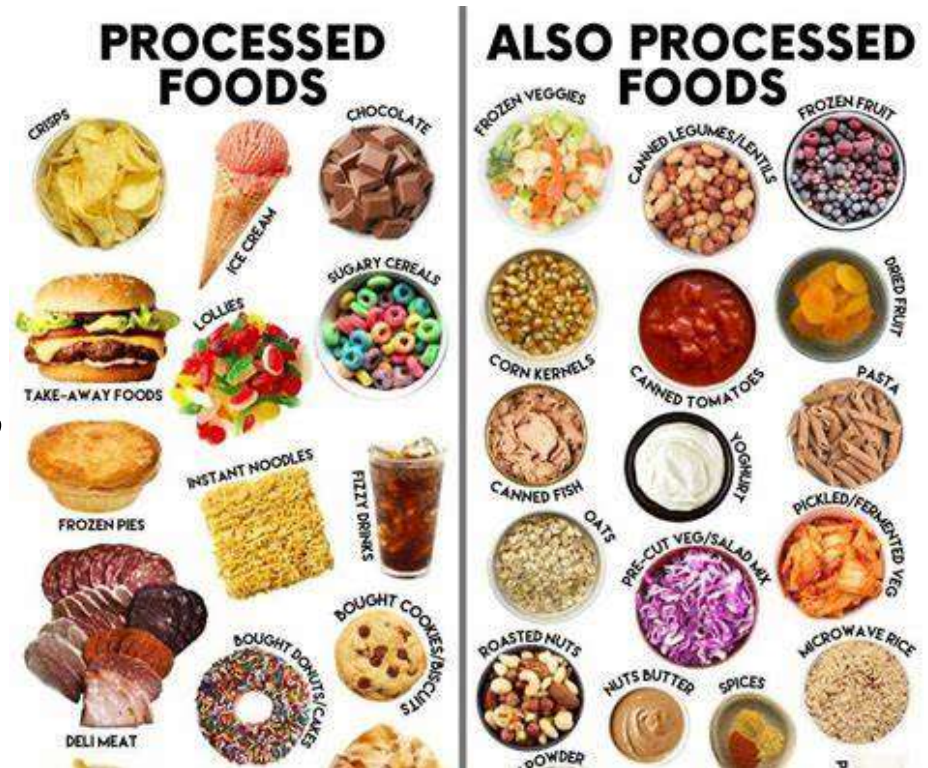 PROCESSED
FOODS
CRISPS
ICE CREAM
CHOCOLATE
TAKE-AWAY FOODS
LOLLIES
SUGARY CEREALS
FROZEN PIES
INSTANT NOODLES
FIZZY DRINKS
DELI MEAT
BOUGHT DONUTS/CAKES
BOUGHT COOKIES/BISCUITS
ALSO PROCESSED
FOODS
FROZEN VEGGIES
CANNED LEGUMES/LENTILS
FROZEN FRUIT
CORN KERNELS
CANNED TOMATOES
DRIED FRUIT
CANNED FISH
YOGHURT
PASTA
OATS
PRE-CUT VEG/SALAD MIX
PICKLED/FERMENTED VEG
ROASTED NUTS
NUTS BUTTER
SPICES
MICROWAVE RICE